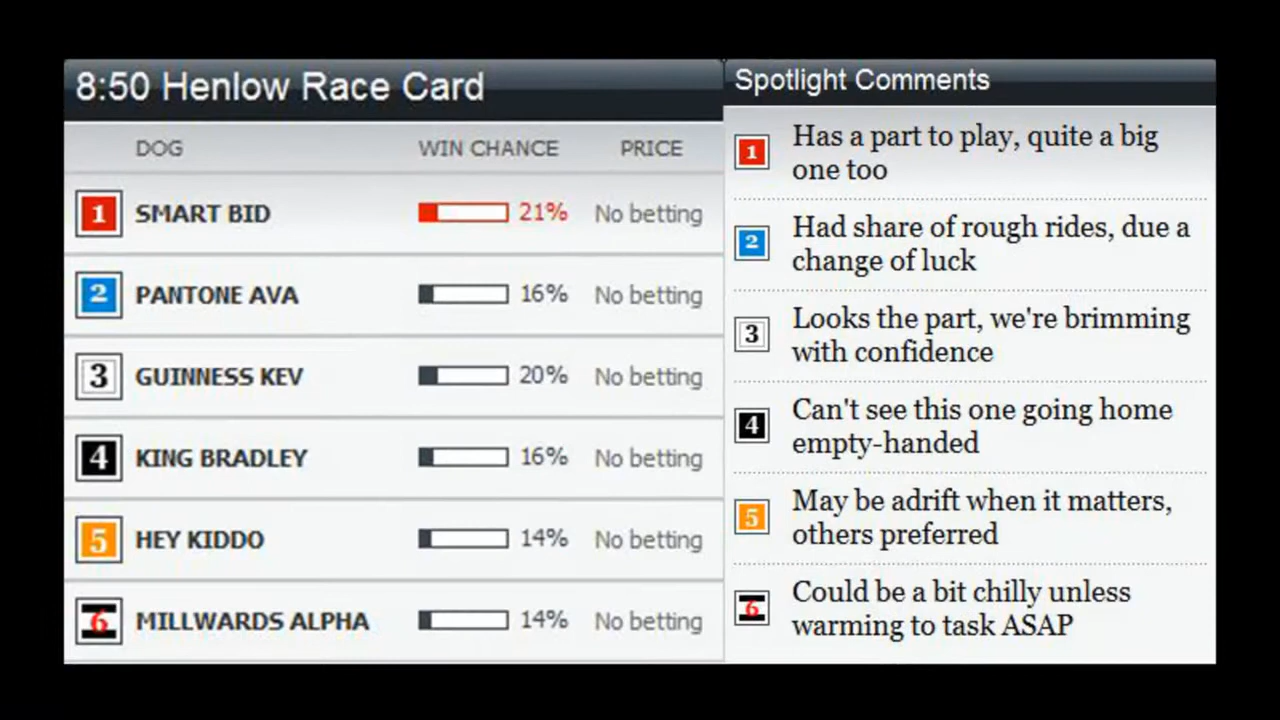 8:50 Henlow Race Card
DOG WIN CHANCE PRICE
1 SMART BID 21% No betting
2 PANTONE AVA 16% No betting
3 GUINNESS KEV 20% No betting
4 KING BRADLEY 16% No betting
5 HEY KIDDO 14% No betting
6 MILLWARDS ALPHA 14% No betting
Spotlight Comments
1 Has a part to play, quite a big
one too
2 Had share of rough rides, due a
change of luck
3 Looks the part, we're brimming
with confidence
4 Can't see this one going home
empty-handed
5 May be adrift when it matters,
others preferred
6 Could be a bit chilly unless
warming to task ASAP